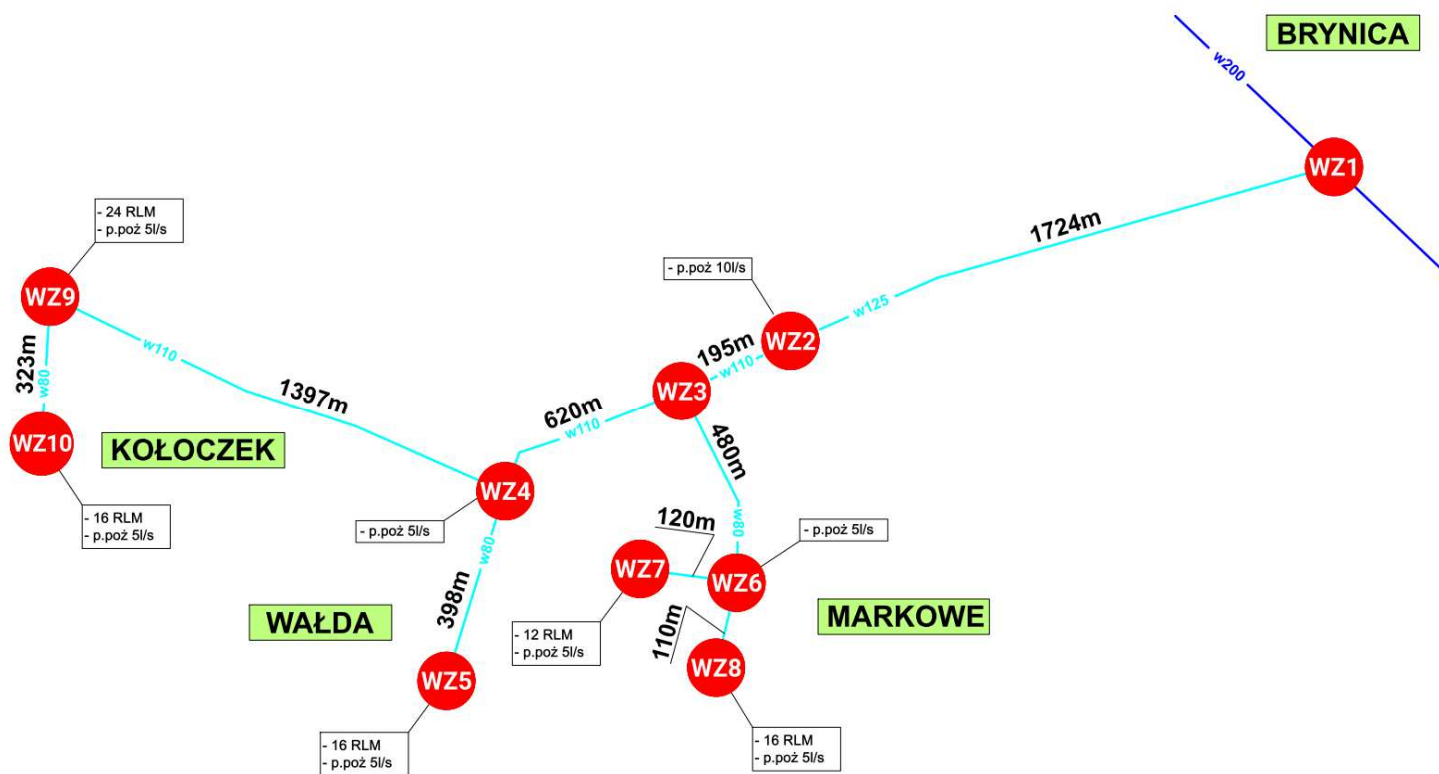 BRYNICA
w200
WZ1
1724m
w125
- 24 RLM
- p.poż 5l/s
- p.poż 10l/s
WZ9
WZ2
195m
w110
w110
323m
w80
WZ3
1397m
620m
w110
WZ10
KOŁOCZEK
480m
WZ4
- 16 RLM
- p.poż 5l/s
- p.poż 5l/s
120m
w80
- p.poż 5l/s
w80
WZ7
WZ6
398m
WAŁDA
MARKOWE
- 12 RLM
- p.poż 5l/s
110m
WZ8
WZ5
- 16 RLM
- p.poż 5l/s
- 16 RLM
- p.poż 5l/s